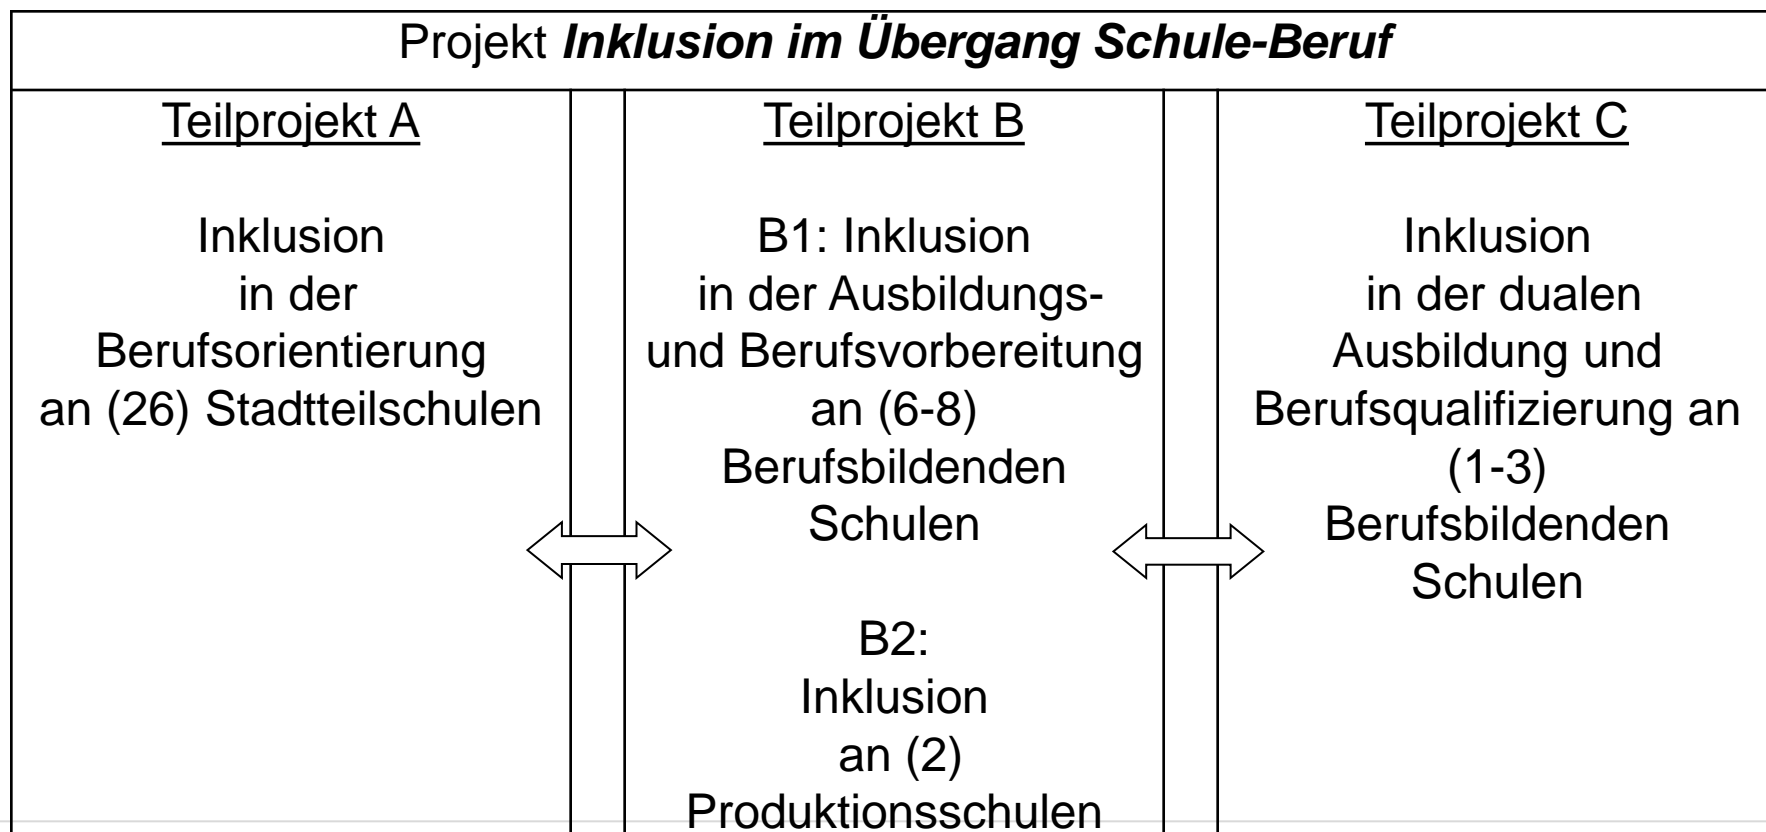 Projekt Inklusion im Übergang Schule-Beruf
Teilprojekt A
Inklusion
in der
Berufsorientierung
an (26) Stadtteilschulen
Teilprojekt B
B1: Inklusion
in der Ausbildungs-
und Berufsvorbereitung
an (6-8)
Berufsbildenden
Schulen
B2:
Inklusion
an (2)
Produktionsschulen
Teilprojekt C
Inklusion
in der dualen
Ausbildung und
Berufsqualifizierung an
(1-3)
Berufsbildenden
Schulen